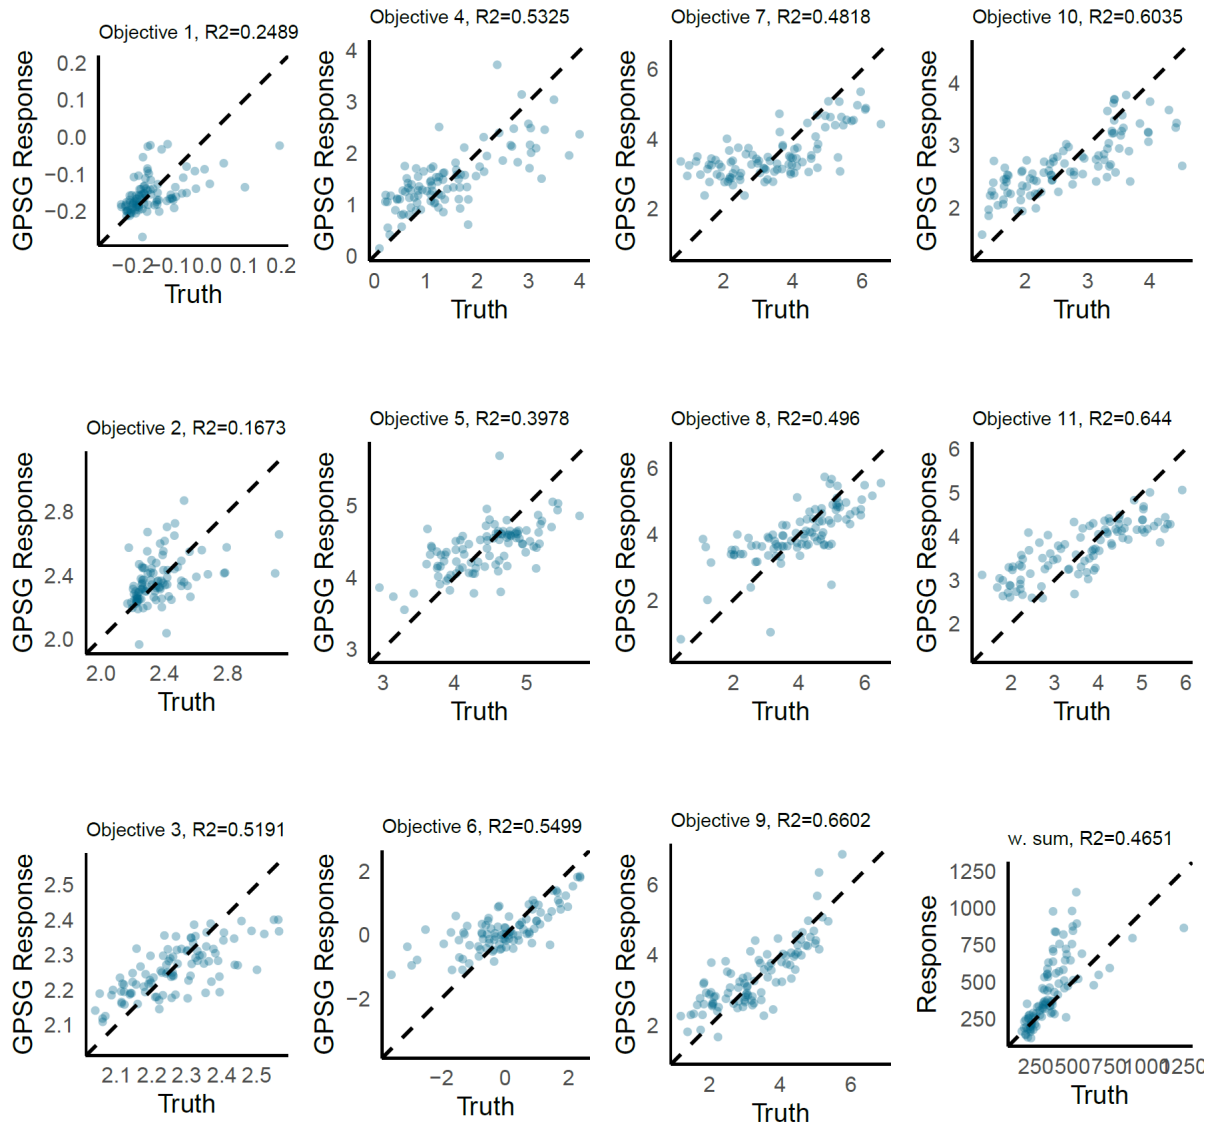 Objective 1, R2=0.2489
GPSG Response
0.2
0.1
0.0
−0.1
−0.2
−0.2 −0.1 0.0 0.1 0.2
Truth
Objective 4, R2=0.5325
GPSG Response
4
3
2
1
0
0 1 2 3 4
Truth
Objective 7, R2=0.4818
GPSG Response
6
4
2
2 4 6
Truth
Objective 10, R2=0.6035
GPSG Response
4
3
2
2 3 4
Truth
Objective 2, R2=0.1673
GPSG Response
2.8
2.4
2.0
2.0 2.4 2.8
Truth
Objective 5, R2=0.3978
GPSG Response
5
4
3
3 4 5
Truth
Objective 8, R2=0.496
GPSG Response
6
4
2
2 4 6
Truth
Objective 11, R2=0.644
GPSG Response
6
5
4
3
2
2 3 4 5 6
Truth
Objective 3, R2=0.5191
GPSG Response
2.5
2.4
2.3
2.2
2.1
2.1 2.2 2.3 2.4 2.5
Truth
Objective 6, R2=0.5499
GPSG Response
2
0
−2
−2 0 2
Truth
Objective 9, R2=0.6602
GPSG Response
6
4
2
2 4 6
Truth
w. sum, R2=0.4651
Response
1250
1000
750
500
250
250 500 750 1000 1250
Truth